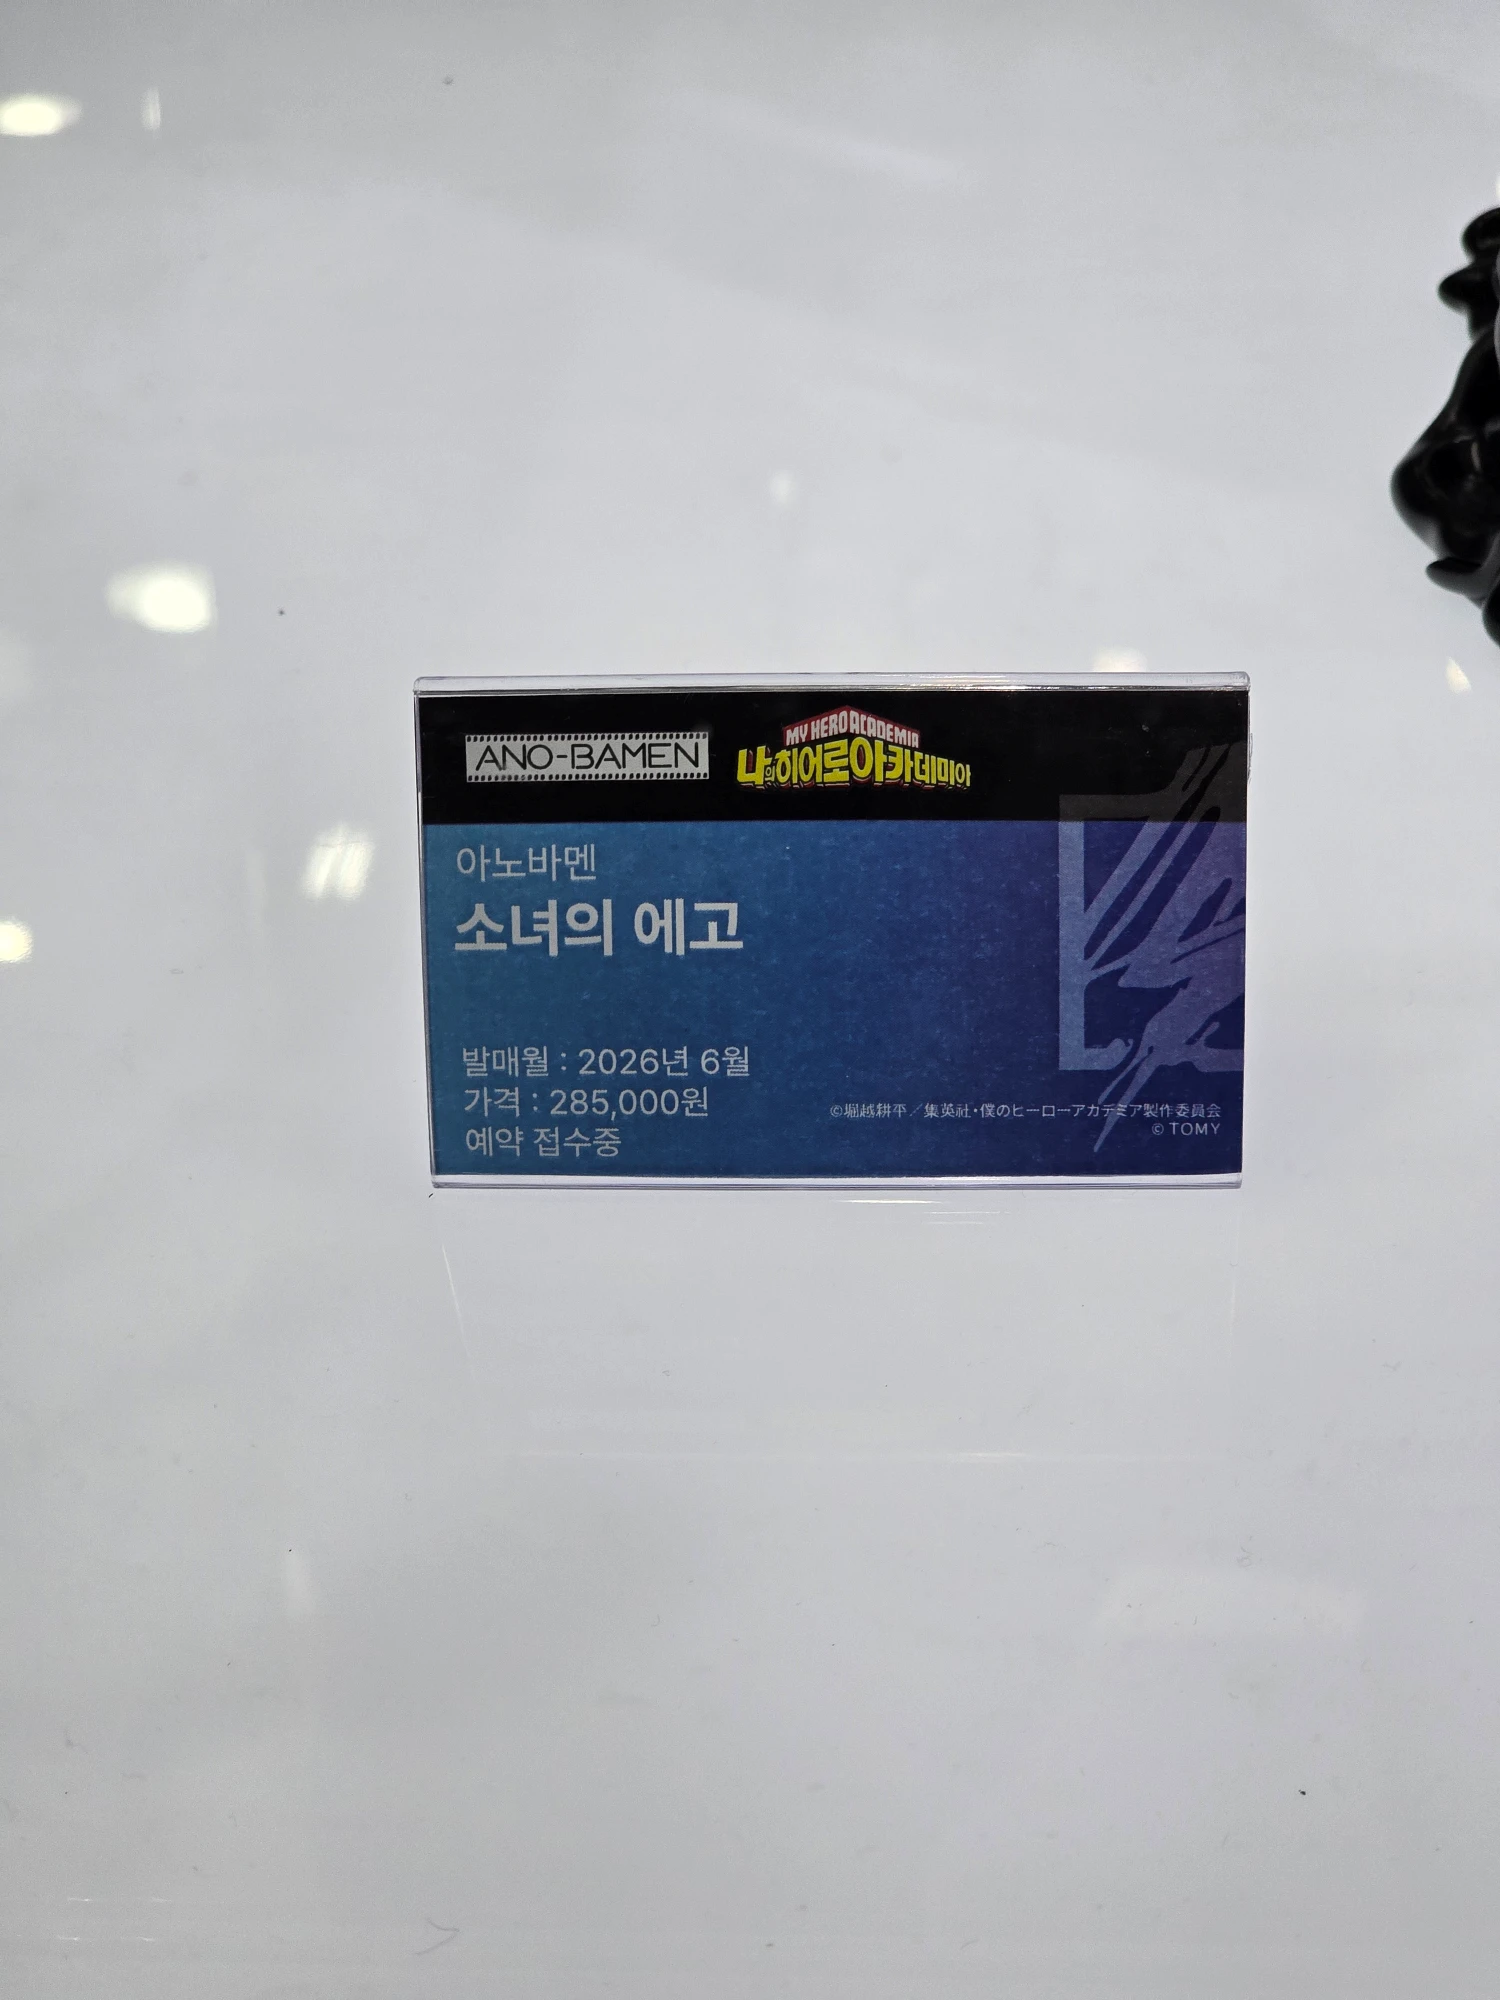 ANO-BAMEN
MY HERO ACADEMIA
나의 히어로 아카데미아
아노바멘
소녀의 에고
발매월 : 2026년 6월
가격 : 285,000원
예약 접수중
©堀越耕平／集英社・僕のヒーローアカデミア製作委員会
© TOMY